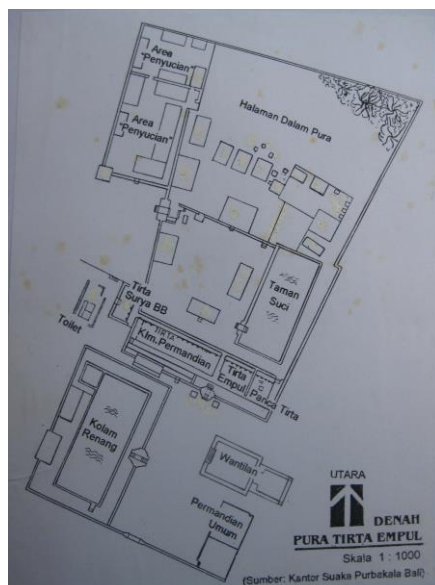 Area
"Penyucian"
Area
"Penyucian"
Halaman Dalam Pura
Taman
Suci
Tirta
Surya BB
Toilet
TIRTA
Klm.Permandian
Tirta
Empul
Panca Tirta
Kolam
Renang
Wantilan
Permandian
Umum
UTARA
DENAH
PURA TIRTA EMPUL
Skala 1 : 1000
(Sumber: Kantor Suaka Purbakala Bali)